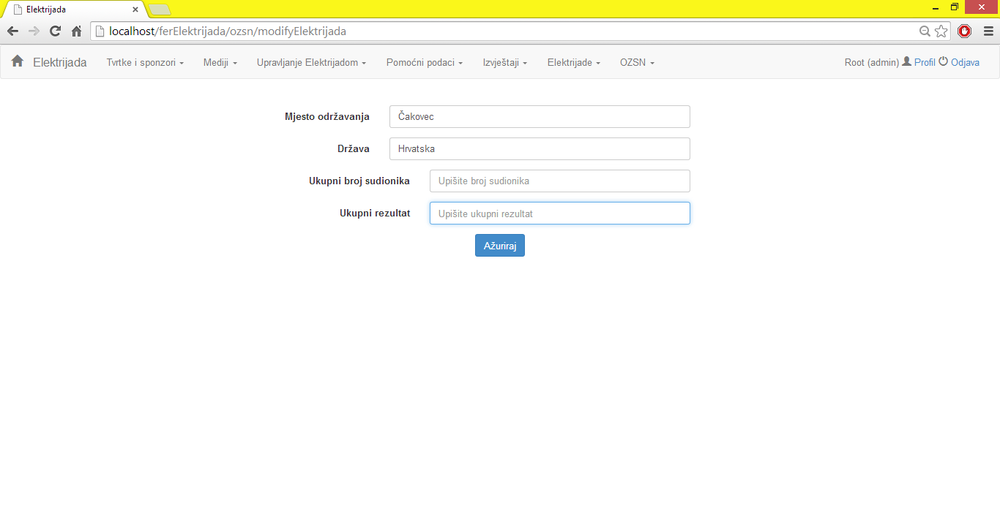 Elektrijada
localhost/ferElektrijada/ozsn/modifyElektrijada
Elektrijada Tvrtke i sponzori Mediji Upravljanje Elektrijadom Pomoćni podaci Izvještaji Elektrijade OZSN Root (admin) Profil Odjava
Mjesto održavanja Čakovec
Država Hrvatska
Ukupni broj sudionika Upišite broj sudionika
Ukupni rezultat Upišite ukupni rezultat
Ažuriraj